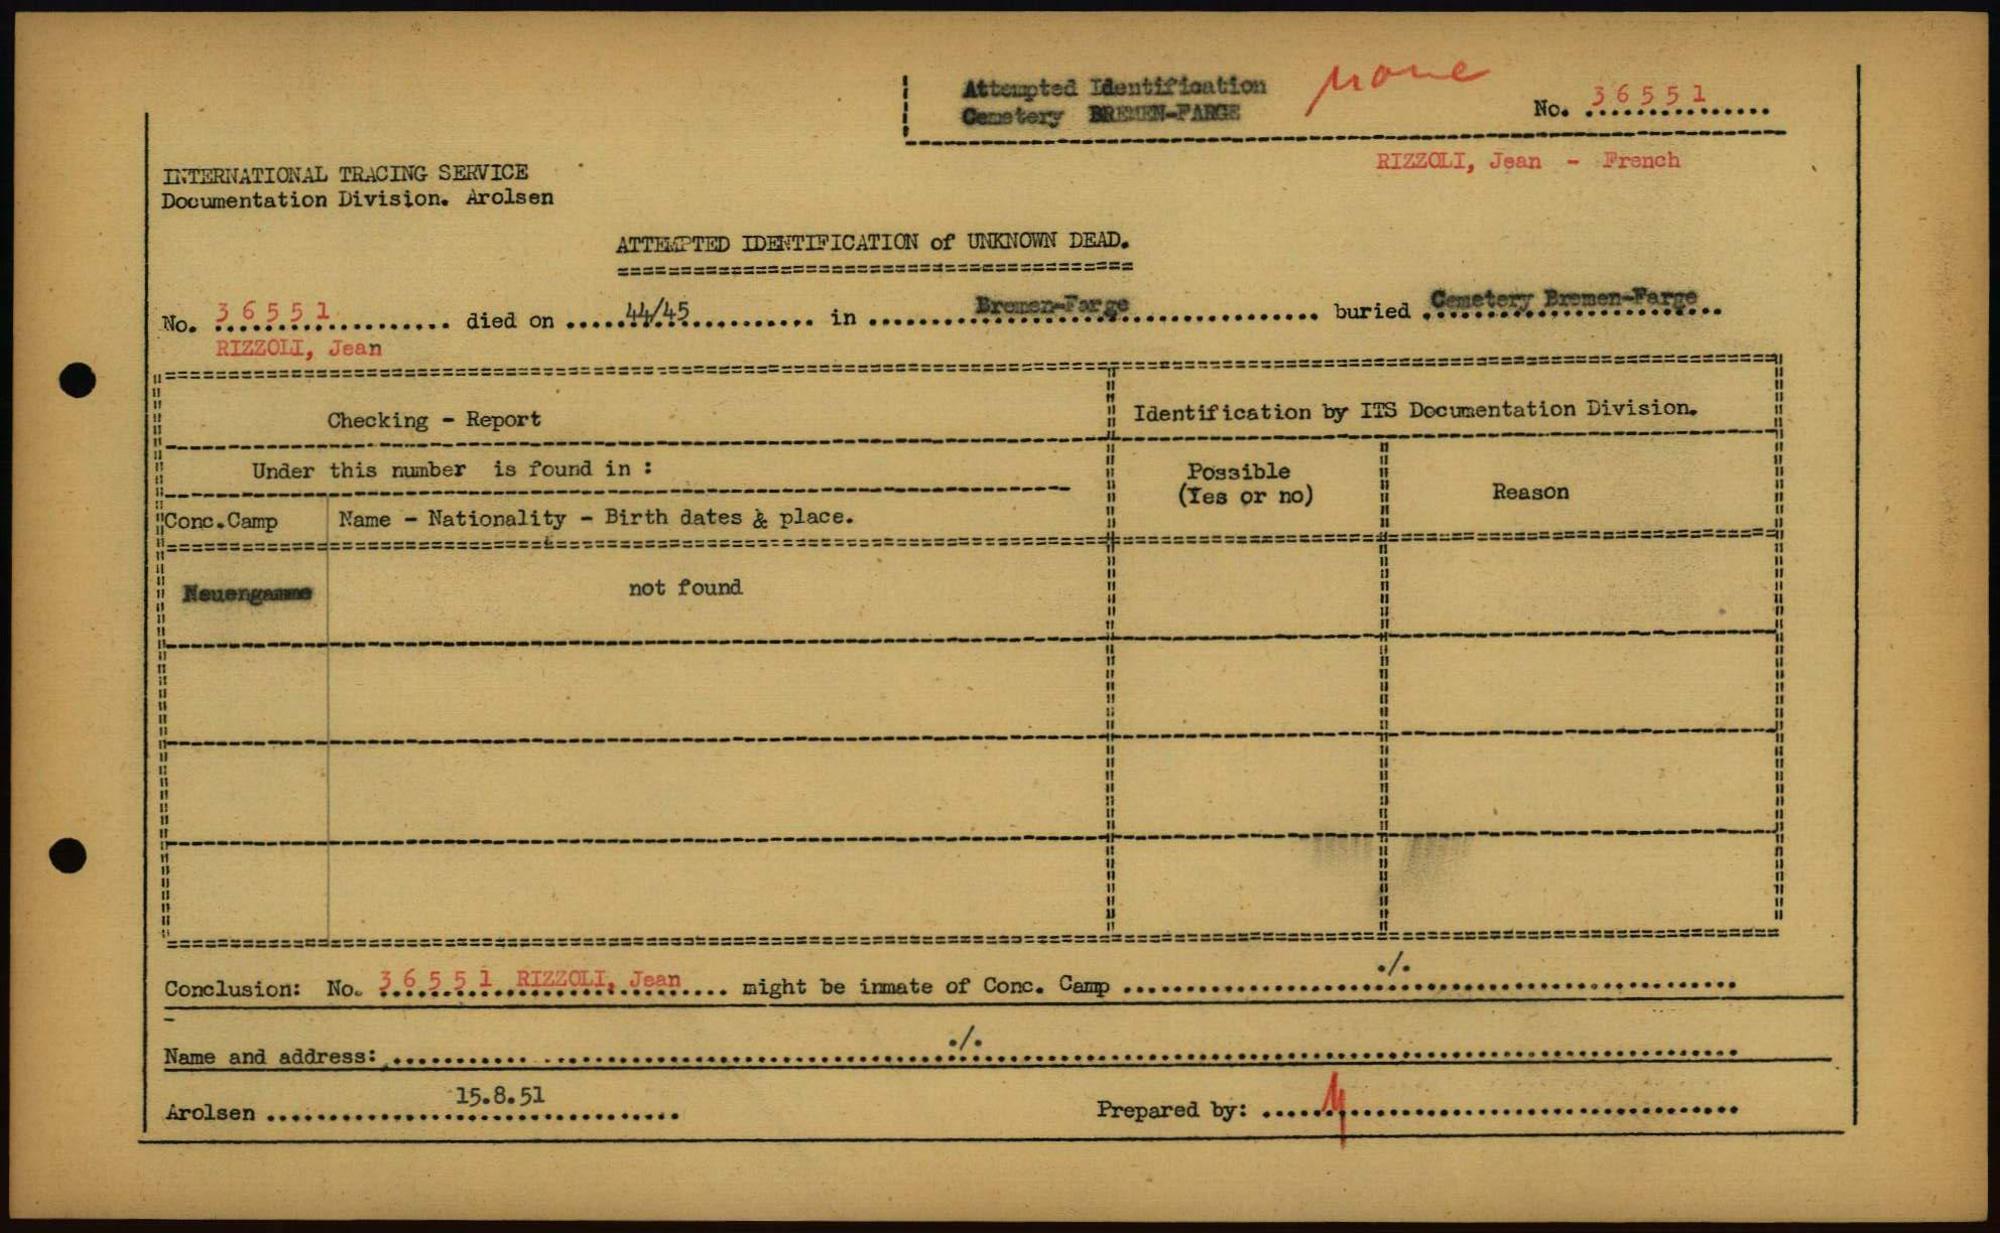 Attempted Identification
Cemetery BREMEN-FARGE
none
No. 36551
RIZZOLI, Jean - French
INTERNATIONAL TRACING SERVICE
Documentation Division. Arolsen
ATTEMPTED IDENTIFICATION of UNKNOWN DEAD.
No. 36551 died on 44/45 in Bremen-Farge buried Cemetery Bremen-Farge
RIZZOLI, Jean
Checking - Report
Identification by ITS Documentation Division.
Under this number is found in :
Possible
(Yes or no)
Reason
Conc.Camp
Name - Nationality - Birth dates & place.
Neuengamme
not found
Conclusion: No. 36551 RIZZOLI, Jean might be inmate of Conc. Camp ./.
Name and address: ./.
Arolsen 15.8.51
Prepared by: